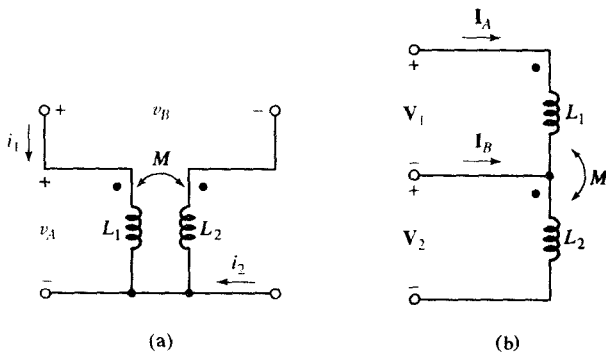 + v_B −
i_1
+
M
v_A
L_1 L_2
−
i_2
(a)
I_A
+
V_1
L_1
I_B
−
+
M
V_2
L_2
−
(b)